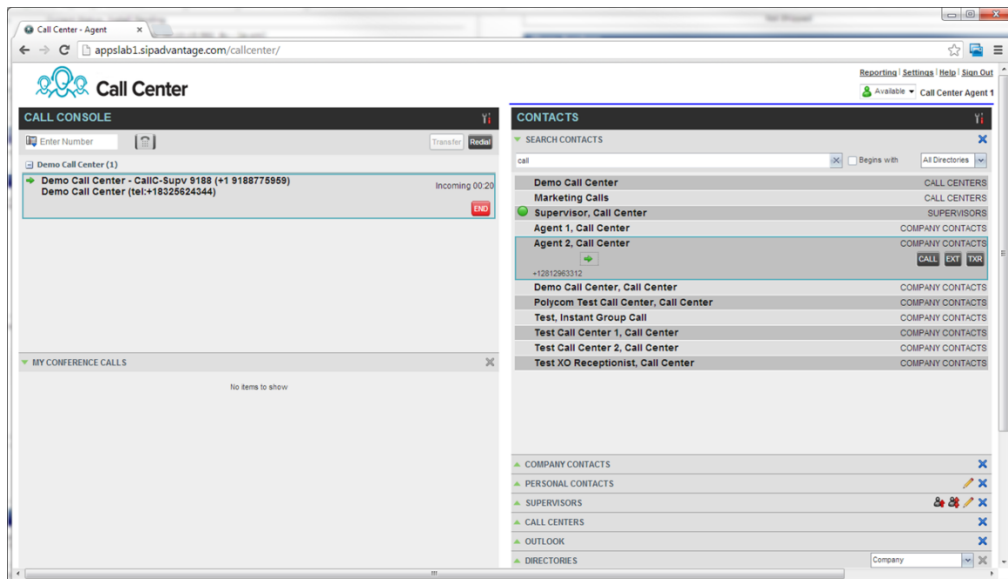 Call Center - Agent
appslab1.sipadvantage.com/callcenter/
Call Center
Reporting | Settings | Help | Sign Out
Available
Call Center Agent 1
CALL CONSOLE
Enter Number
Transfer
Redial
Demo Call Center (1)
Demo Call Center - CallC-Supv 9188 (+1 9188775959)
Demo Call Center (tel:+18325624344)
Incoming 00:20
END
MY CONFERENCE CALLS
No items to show
CONTACTS
SEARCH CONTACTS
call
Begins with
All Directories
Demo Call Center CALL CENTERS
Marketing Calls CALL CENTERS
Supervisor, Call Center SUPERVISORS
Agent 1, Call Center COMPANY CONTACTS
Agent 2, Call Center COMPANY CONTACTS
CALL EXT TXR
+12812963312
Demo Call Center, Call Center COMPANY CONTACTS
Polycom Test Call Center, Call Center COMPANY CONTACTS
Test, Instant Group Call COMPANY CONTACTS
Test Call Center 1, Call Center COMPANY CONTACTS
Test Call Center 2, Call Center COMPANY CONTACTS
Test XO Receptionist, Call Center COMPANY CONTACTS
COMPANY CONTACTS
PERSONAL CONTACTS
SUPERVISORS
CALL CENTERS
OUTLOOK
DIRECTORIES
Company